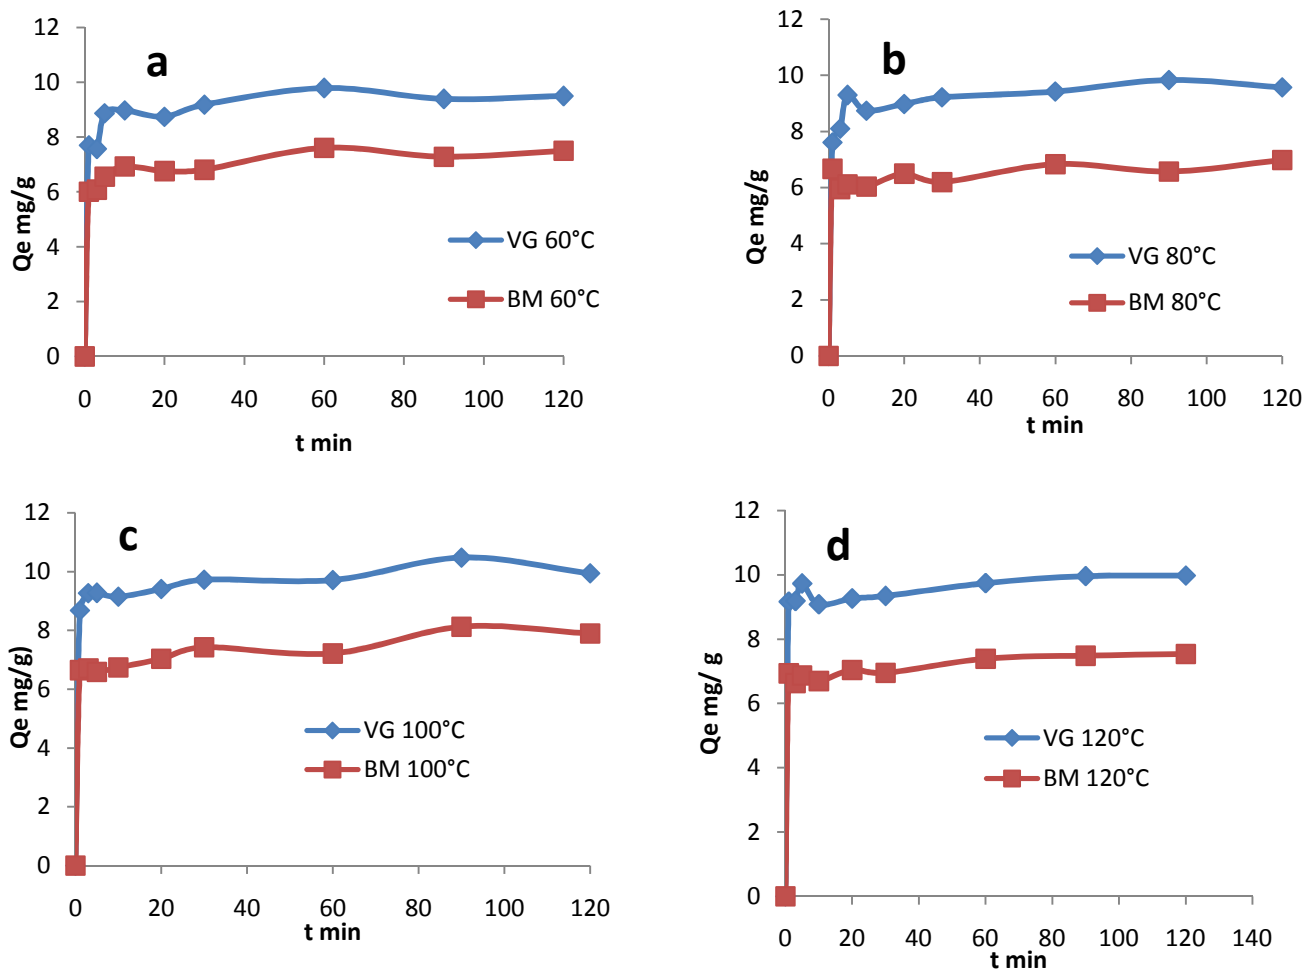 a
12
10
8
6
4
2
0
Qe mg/g
VG 60°C
BM 60°C
0 20 40 60 80 100 120
t min
b
12
10
8
6
4
2
0
Qe mg/g
VG 80°C
BM 80°C
0 20 40 60 80 100 120
t min
c
12
10
8
6
4
2
0
Qe mg/g)
VG 100°C
BM 100°C
0 20 40 60 80 100 120
t min
d
12
10
8
6
4
2
0
Qe mg/ g
VG 120°C
BM 120°C
0 20 40 60 80 100 120 140
t min